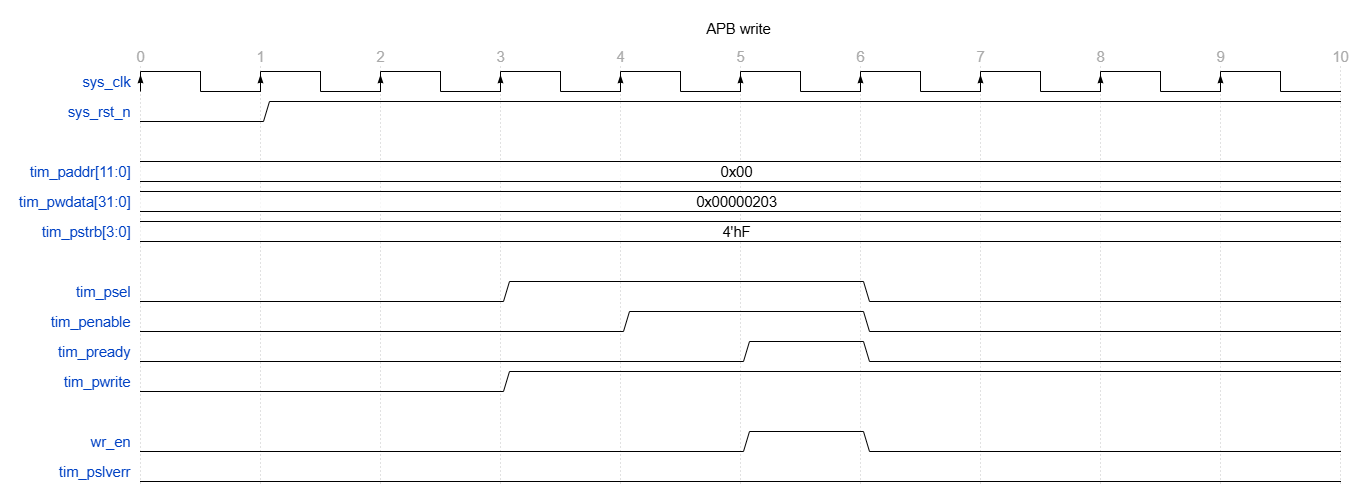 APB write
0 1 2 3 4 5 6 7 8 9 10
sys_clk
sys_rst_n
tim_paddr[11:0] 0x00
tim_pwdata[31:0] 0x00000203
tim_pstrb[3:0] 4'hF
tim_psel
tim_penable
tim_pready
tim_pwrite
wr_en
tim_pslverr